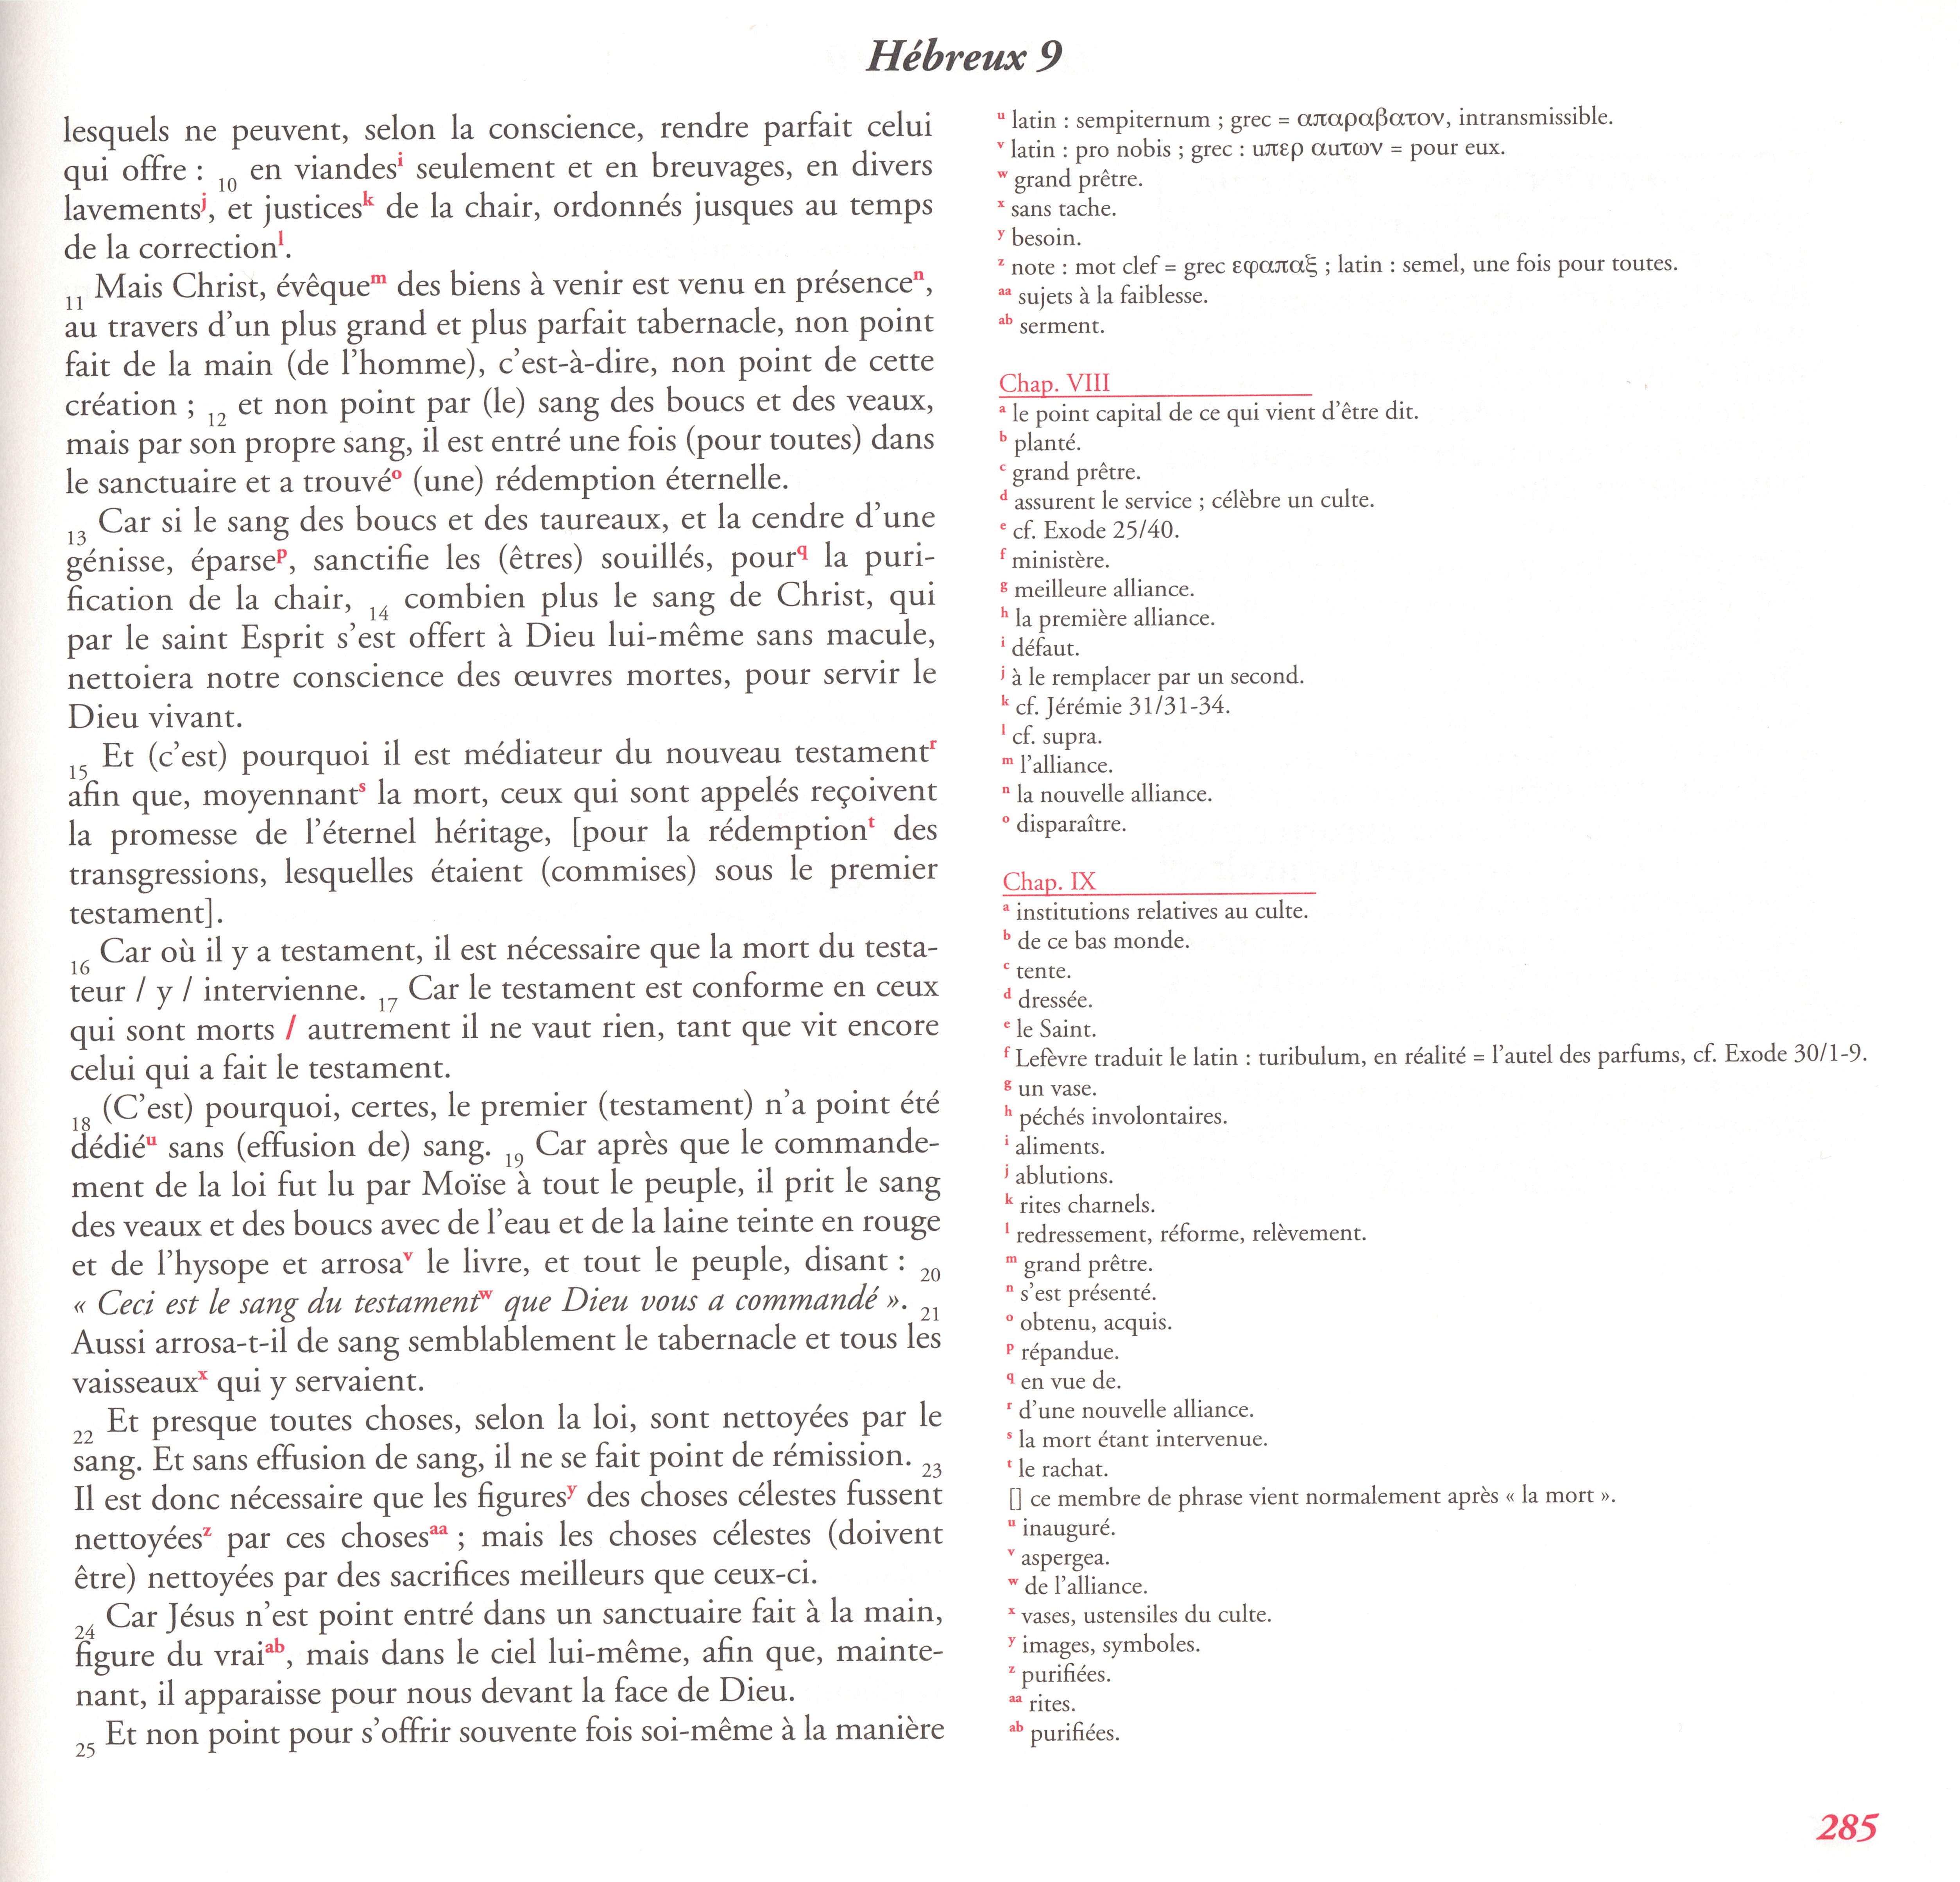 Hébreux 9
lesquels ne peuvent, selon la conscience, rendre parfait celui
qui offre : 10 en viandesi seulement et en breuvages, en divers
lavementsj, et justicesk de la chair, ordonnés jusques au temps
de la correctionl.
11 Mais Christ, évêquem des biens à venir est venu en présencen,
au travers d'un plus grand et plus parfait tabernacle, non point
fait de la main (de l'homme), c'est-à-dire, non point de cette
création ; 12 et non point par (le) sang des boucs et des veaux,
mais par son propre sang, il est entré une fois (pour toutes) dans
le sanctuaire et a trouvéo (une) rédemption éternelle.
13 Car si le sang des boucs et des taureaux, et la cendre d'une
génisse, éparsep, sanctifie les (êtres) souillés, pourq la puri-
fication de la chair, 14 combien plus le sang de Christ, qui
par le saint Esprit s'est offert à Dieu lui-même sans macule,
nettoiera notre conscience des œuvres mortes, pour servir le
Dieu vivant.
15 Et (c'est) pourquoi il est médiateur du nouveau testamentr
afin que, moyennants la mort, ceux qui sont appelés reçoivent
la promesse de l'éternel héritage, [pour la rédemptiont des
transgressions, lesquelles étaient (commises) sous le premier
testament].
16 Car où il y a testament, il est nécessaire que la mort du testa-
teur / y / intervienne. 17 Car le testament est conforme en ceux
qui sont morts / autrement il ne vaut rien, tant que vit encore
celui qui a fait le testament.
18 (C'est) pourquoi, certes, le premier (testament) n'a point été
dédiéu sans (effusion de) sang. 19 Car après que le commande-
ment de la loi fut lu par Moïse à tout le peuple, il prit le sang
des veaux et des boucs avec de l'eau et de la laine teinte en rouge
et de l'hysope et arrosav le livre, et tout le peuple, disant : 20
« Ceci est le sang du testamentw que Dieu vous a commandé ». 21
Aussi arrosa-t-il de sang semblablement le tabernacle et tous les
vaisseauxx qui y servaient.
22 Et presque toutes choses, selon la loi, sont nettoyées par le
sang. Et sans effusion de sang, il ne se fait point de rémission. 23
Il est donc nécessaire que les figuresy des choses célestes fussent
nettoyéesz par ces chosesaa ; mais les choses célestes (doivent
être) nettoyées par des sacrifices meilleurs que ceux-ci.
24 Car Jésus n'est point entré dans un sanctuaire fait à la main,
figure du vraiab, mais dans le ciel lui-même, afin que, mainte-
nant, il apparaisse pour nous devant la face de Dieu.
25 Et non point pour s'offrir souvente fois soi-même à la manière
u latin : sempiternum ; grec = απαραβατον, intransmissible.
v latin : pro nobis ; grec : υπερ αυτων = pour eux.
w grand prêtre.
x sans tache.
y besoin.
z note : mot clef = grec εφαπαξ ; latin : semel, une fois pour toutes.
aa sujets à la faiblesse.
ab serment.
Chap. VIII
a le point capital de ce qui vient d'être dit.
b planté.
c grand prêtre.
d assurent le service ; célèbre un culte.
e cf. Exode 25/40.
f ministère.
g meilleure alliance.
h la première alliance.
i défaut.
j à le remplacer par un second.
k cf. Jérémie 31/31-34.
l cf. supra.
m l'alliance.
n la nouvelle alliance.
o disparaître.
Chap. IX
a institutions relatives au culte.
b de ce bas monde.
c tente.
d dressée.
e le Saint.
f Lefèvre traduit le latin : turibulum, en réalité = l'autel des parfums, cf. Exode 30/1-9.
g un vase.
h péchés involontaires.
i aliments.
j ablutions.
k rites charnels.
l redressement, réforme, relèvement.
m grand prêtre.
n s'est présenté.
o obtenu, acquis.
p répandue.
q en vue de.
r d'une nouvelle alliance.
s la mort étant intervenue.
t le rachat.
[] ce membre de phrase vient normalement après « la mort ».
u inauguré.
v aspergea.
w de l'alliance.
x vases, ustensiles du culte.
y images, symboles.
z purifiées.
aa rites.
ab purifiées.
285